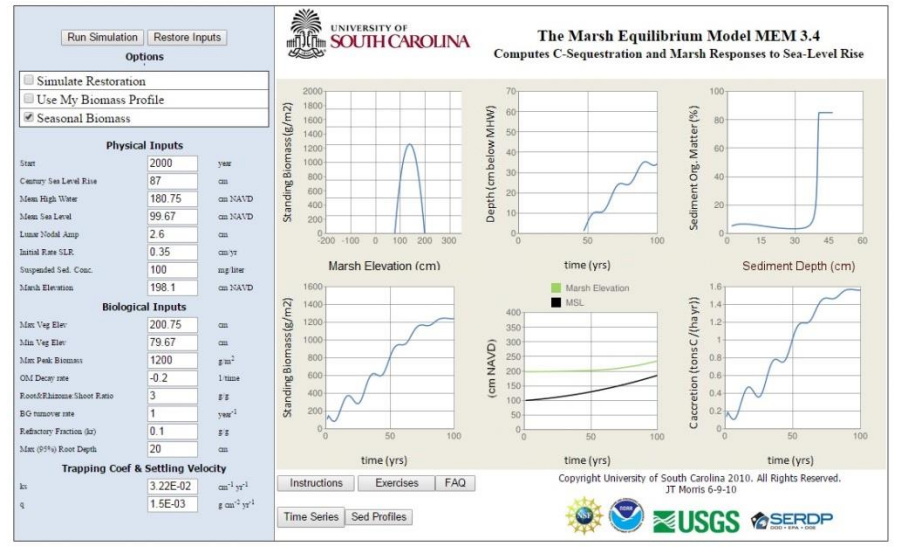 Run Simulation Restore Inputs
Options
Simulate Restoration
Use My Biomass Profile
Seasonal Biomass
Physical Inputs
Start 2000 year
Century Sea Level Rise 87 cm
Mean High Water 180.75 cm NAVD
Mean Sea Level 99.67 cm NAVD
Lunar Nodal Amp 2.6 cm
Initial Rate SLR 0.35 cm/yr
Suspended Sed. Conc. 100 mg/liter
Marsh Elevation 198.1 cm NAVD
Biological Inputs
Max Veg Elev 200.75 cm
Min Veg Elev 79.67 cm
Max Peak Biomass 1200 g/m²
OM Decay rate -0.2 1/time
Root&Rhizome:Shoot Ratio 3 g/g
BG turnover rate 1 year⁻¹
Refractory Fraction (kr) 0.1 g/g
Max (95%) Root Depth 20 cm
Trapping Coef & Settling Velocity
ks 3.22E-02 cm⁻¹ yr⁻¹
q 1.5E-03 g cm⁻² yr⁻¹
UNIVERSITY OF
SOUTH CAROLINA
The Marsh Equilibrium Model MEM 3.4
Computes C-Sequestration and Marsh Responses to Sea-Level Rise
Standing Biomass(g/m2)
2000
1800
1600
1400
1200
1000
800
600
400
200
0
-200 -100 0 100 200 300
Marsh Elevation (cm)
Depth (cm below MHW)
70
60
50
40
30
20
10
0
0 50 100
time (yrs)
Sediment Org. Matter (%)
100
80
60
40
20
0
0 15 30 45 60
Sediment Depth (cm)
Standing Biomass(g/m2)
1600
1400
1200
1000
800
600
400
200
0
0 50 100
time (yrs)
Marsh Elevation
MSL
(cm NAVD)
400
350
300
250
200
150
100
50
0
0 50 100
time (yrs)
C accretion (tons C /(ha yr))
1.6
1.4
1.2
1
0.8
0.6
0.4
0.2
0
0 50 100
time (yrs)
Instructions Exercises FAQ
Time Series Sed Profiles
Copyright University of South Carolina 2010. All Rights Reserved.
JT Morris 6-9-10
NSF
NOAA
USGS
SERDP
DOD • EPA • DOE